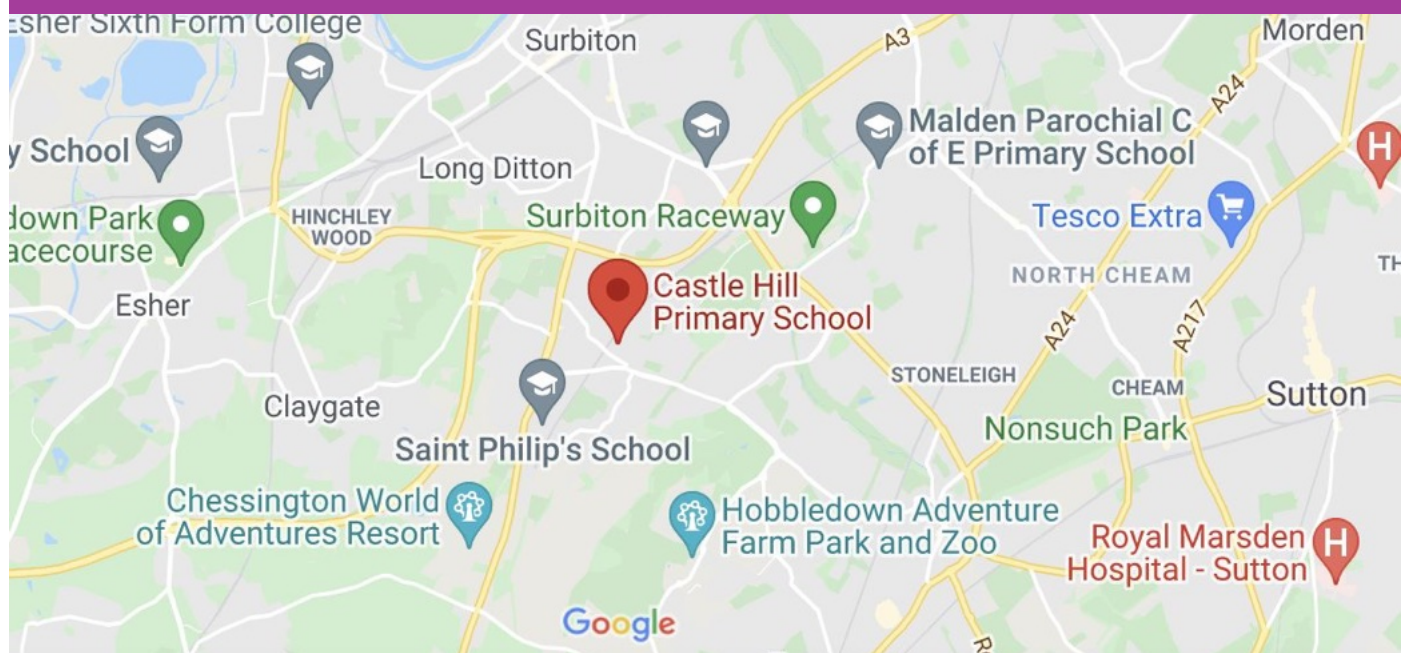 Esher Sixth Form College
Surbiton
A3
Morden
A24
y School
Long Ditton
Malden Parochial C
of E Primary School
H
down Park
acecourse
HINCHLEY
WOOD
Surbiton Raceway
Tesco Extra
Esher
Castle Hill
Primary School
NORTH CHEAM
TH
A24
A217
STONELEIGH
CHEAM
Sutton
Claygate
Nonsuch Park
Saint Philip's School
Chessington World
of Adventures Resort
Hobbledown Adventure
Farm Park and Zoo
Royal Marsden
Hospital - Sutton
H
Google